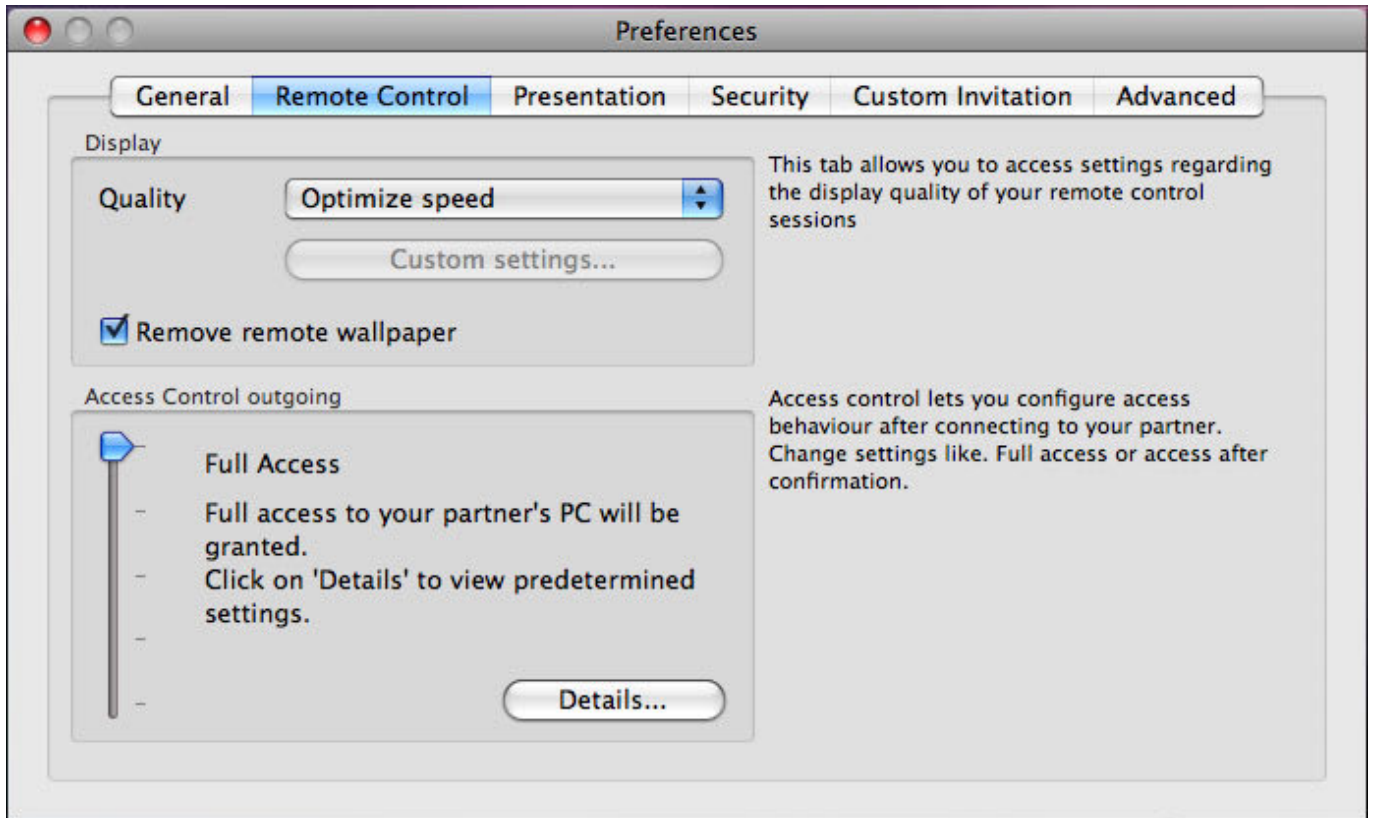 Preferences
General Remote Control Presentation Security Custom Invitation Advanced
Display
Quality Optimize speed
Custom settings...
Remove remote wallpaper
This tab allows you to access settings regarding
the display quality of your remote control
sessions
Access Control outgoing
Full Access
Full access to your partner's PC will be
granted.
Click on 'Details' to view predetermined
settings.
Details...
Access control lets you configure access
behaviour after connecting to your partner.
Change settings like. Full access or access after
confirmation.